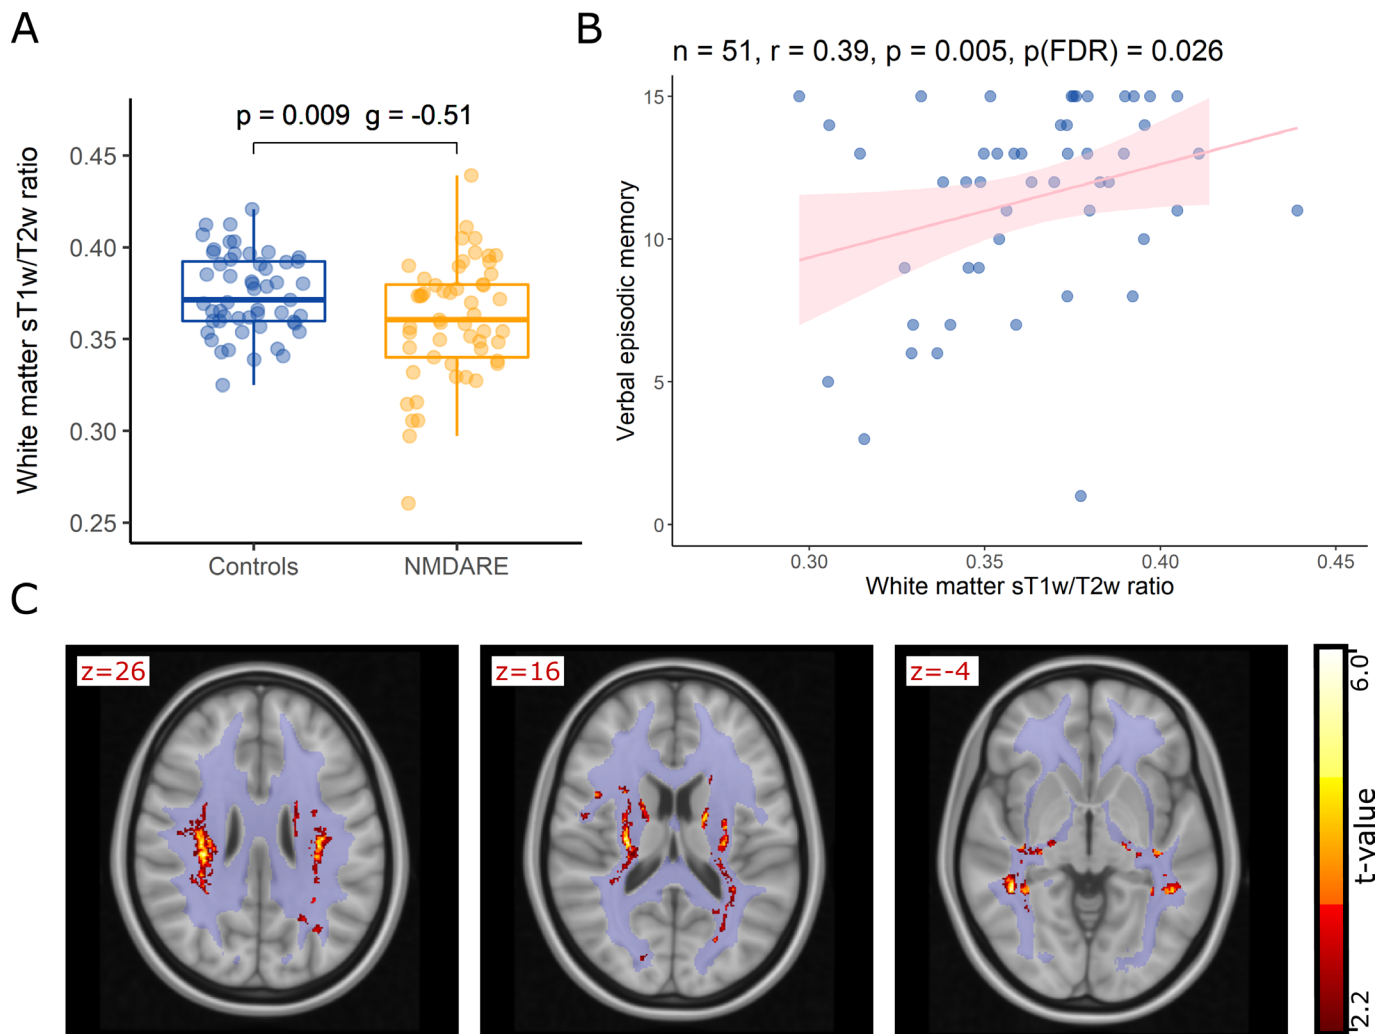 A
p = 0.009 g = -0.51
White matter sT1w/T2w ratio
0.45
0.40
0.35
0.30
0.25
Controls
NMDARE
B
n = 51, r = 0.39, p = 0.005, p(FDR) = 0.026
Verbal episodic memory
15
10
5
0
0.30
0.35
0.40
0.45
White matter sT1w/T2w ratio
C
z=26
z=16
z=-4
6.0
t-value
2.2